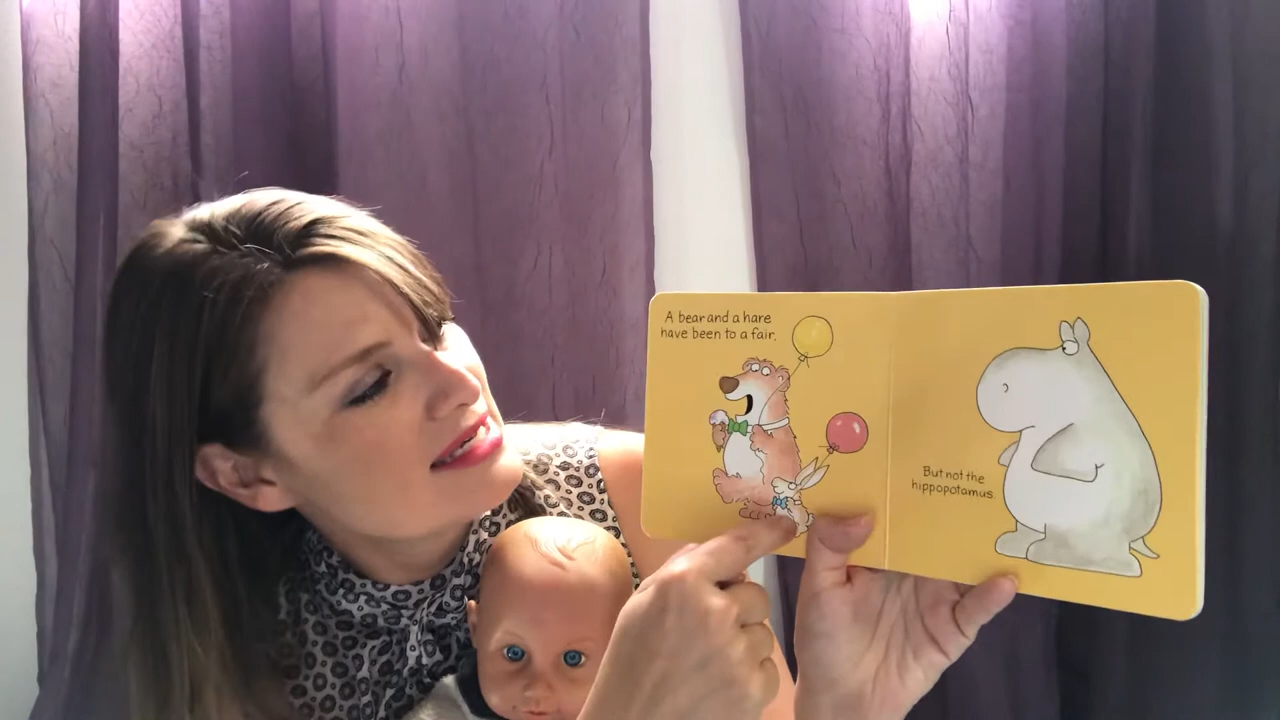 A bear and a hare
have been to a fair.
But not the
hippopotamus.